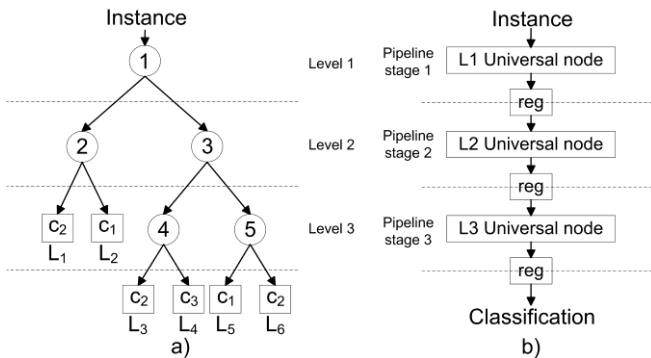 Instance
1
Level 1
2
3
Level 2
c2
c1
4
5
Level 3
L1
L2
c2
c3
c1
c2
L3
L4
L5
L6
a)
Instance
Pipeline
stage 1
L1 Universal node
reg
Pipeline
stage 2
L2 Universal node
reg
Pipeline
stage 3
L3 Universal node
reg
Classification
b)